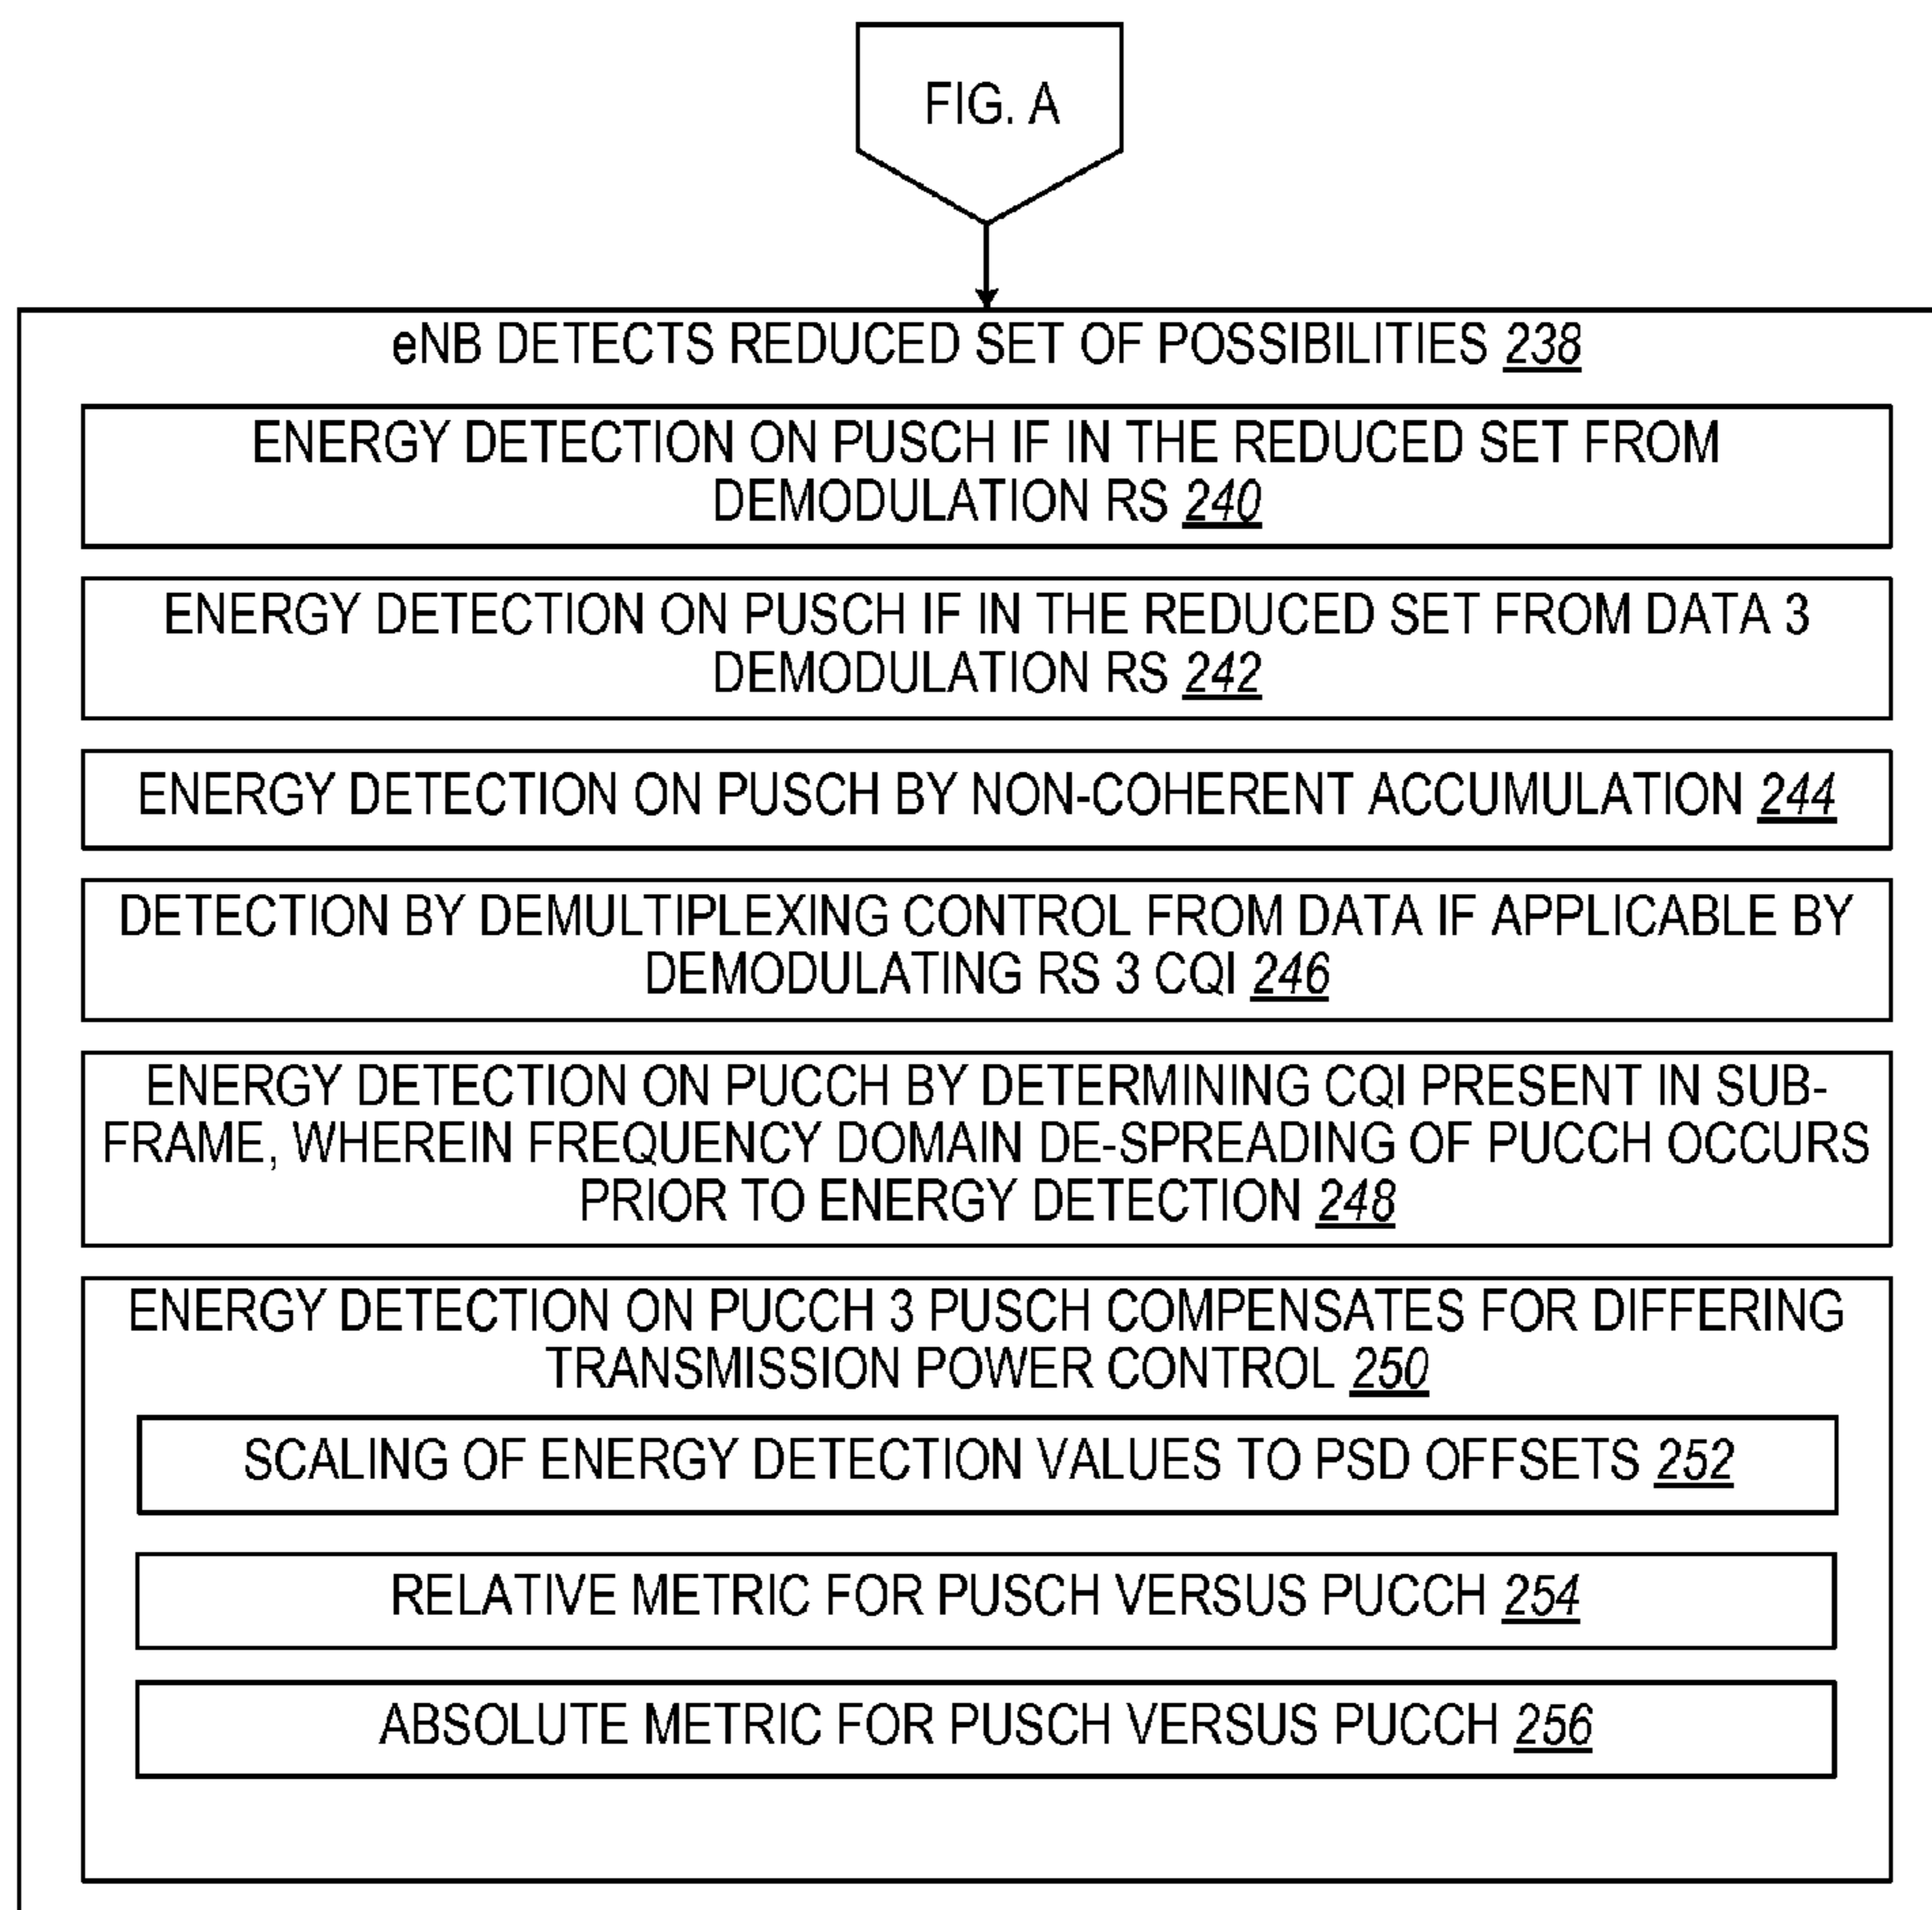 FIG. A
eNB DETECTS REDUCED SET OF POSSIBILITIES 238
ENERGY DETECTION ON PUSCH IF IN THE REDUCED SET FROM
DEMODULATION RS 240
ENERGY DETECTION ON PUSCH IF IN THE REDUCED SET FROM DATA 3
DEMODULATION RS 242
ENERGY DETECTION ON PUSCH BY NON-COHERENT ACCUMULATION 244
DETECTION BY DEMULTIPLEXING CONTROL FROM DATA IF APPLICABLE BY
DEMODULATING RS 3 CQI 246
ENERGY DETECTION ON PUCCH BY DETERMINING CQI PRESENT IN SUB-
FRAME, WHEREIN FREQUENCY DOMAIN DE-SPREADING OF PUCCH OCCURS
PRIOR TO ENERGY DETECTION 248
ENERGY DETECTION ON PUCCH 3 PUSCH COMPENSATES FOR DIFFERING
TRANSMISSION POWER CONTROL 250
SCALING OF ENERGY DETECTION VALUES TO PSD OFFSETS 252
RELATIVE METRIC FOR PUSCH VERSUS PUCCH 254
ABSOLUTE METRIC FOR PUSCH VERSUS PUCCH 256